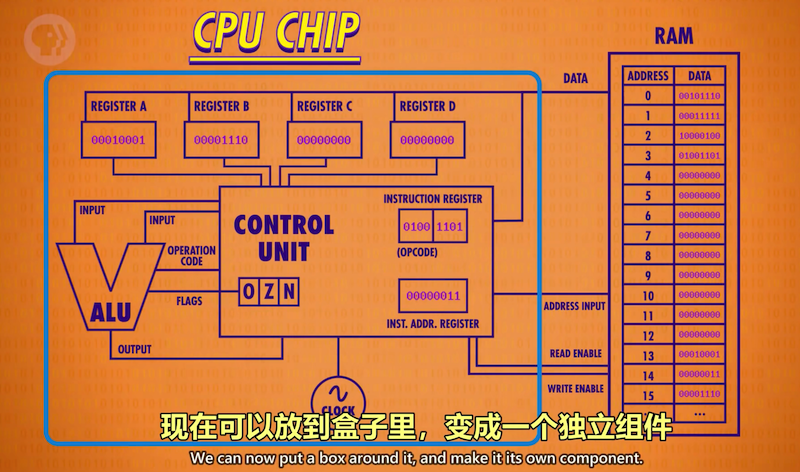 PBS
CPU CHIP
RAM
DATA
ADDRESS DATA
REGISTER A
REGISTER B
REGISTER C
REGISTER D
00010001
00001110
00000000
00000000
0 00101110
1 00011111
2 10000100
3 01001101
4 00000000
5 00000000
6 00000000
7 00000000
8 00000000
9 00000000
10 00000000
11 00000000
12 00000000
13 00010001
14 00000011
15 00001110
...
INPUT
INPUT
OPERATION
CODE
ALU
FLAGS
OUTPUT
CONTROL
UNIT
O Z N
INSTRUCTION REGISTER
0100 1101
(OPCODE)
00000011
INST. ADDR. REGISTER
ADDRESS INPUT
READ ENABLE
WRITE ENABLE
CLOCK
现在可以放到盒子里，变成一个独立组件
We can now put a box around it, and make it its own component.